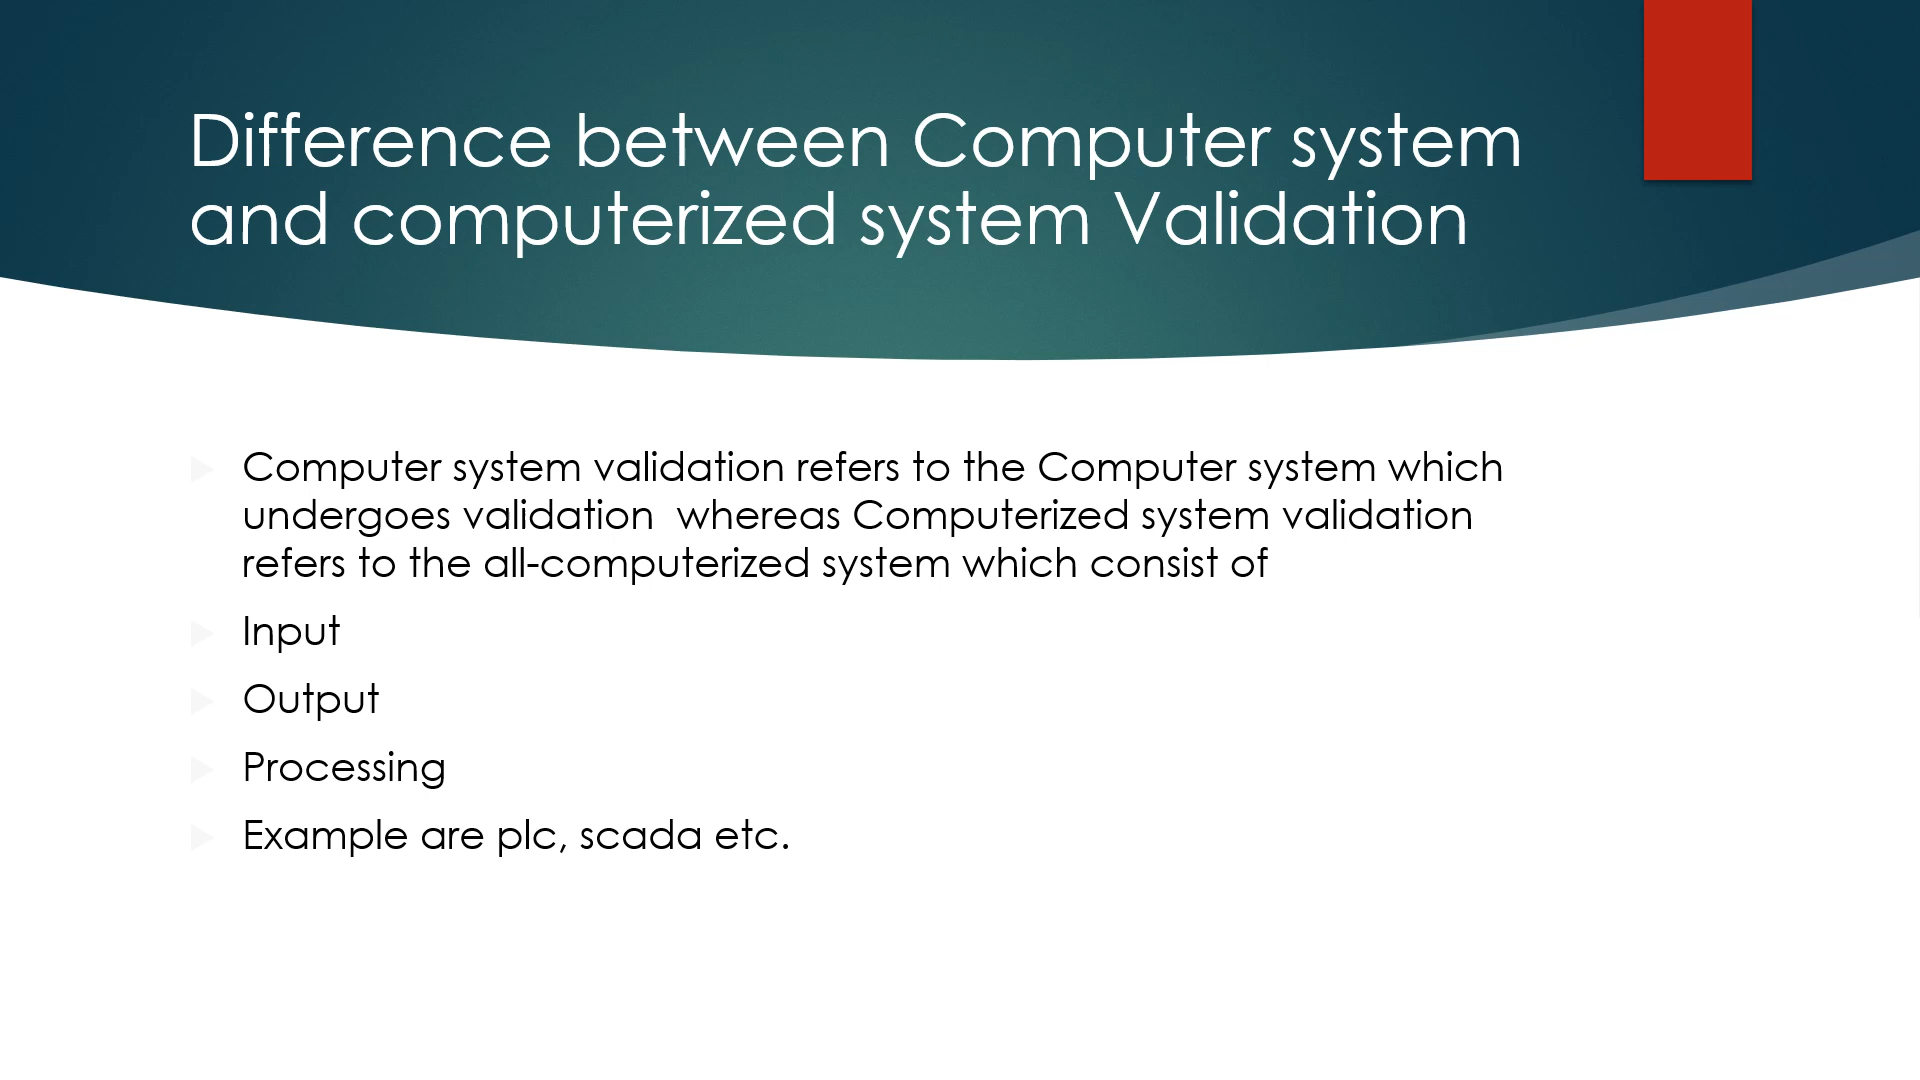 Difference between Computer system
and computerized system Validation
Computer system validation refers to the Computer system which
undergoes validation  whereas Computerized system validation
refers to the all-computerized system which consist of
Input
Output
Processing
Example are plc, scada etc.